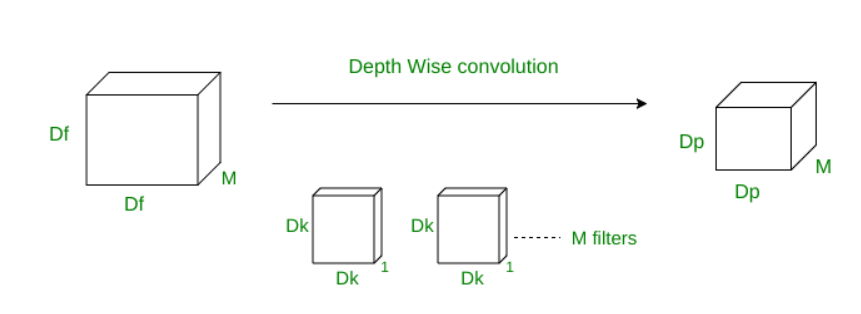 Depth Wise convolution
Df
Df
M
Dk
Dk
1
Dk
Dk
1
M filters
Dp
Dp
M